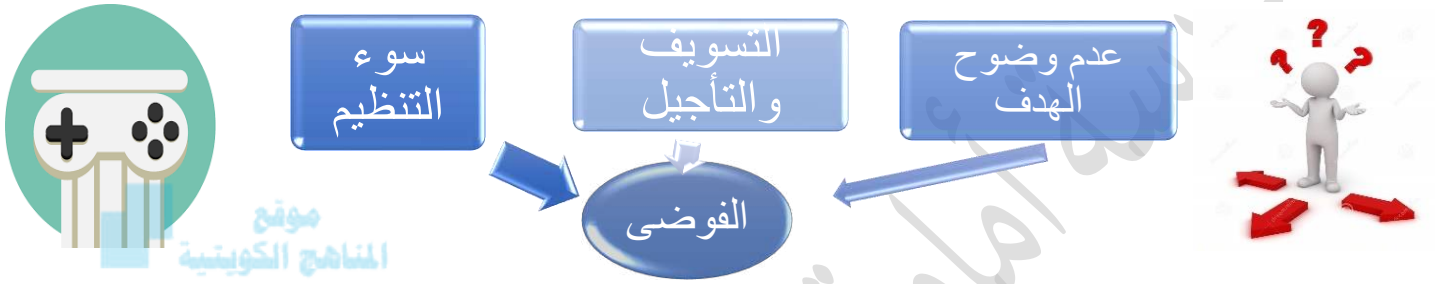 عدم وضوح
الهدف
التسويف
والتأجيل
سوء
التنظيم
الفوضى
موقع
المناهج الكويتية